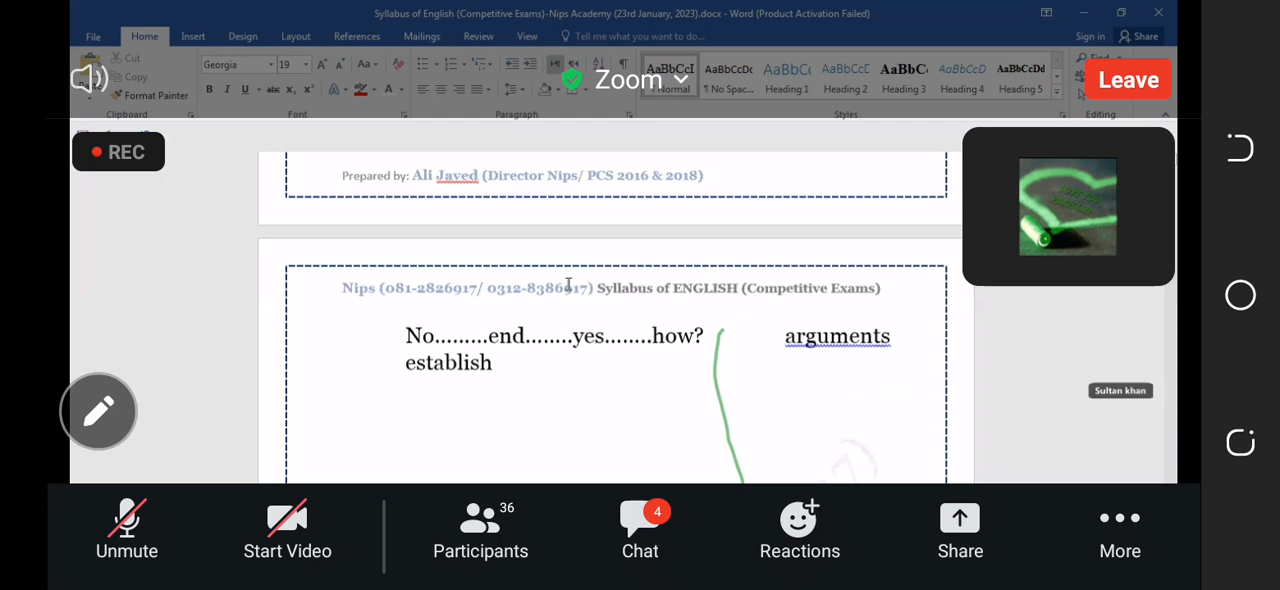 Syllabus of English (Competitive Exams)-Nips Academy (23rd January, 2023).docx - Word (Product Activation Failed)
File Home Insert Design Layout References Mailings Review View Tell me what you want to do... Sign in Share
Cut
Copy
Format Painter
Clipboard
Georgia 19
Font
Paragraph
AaBbCcI AaBbCcDc AaBbC AaBbCcD AaBbC AaBbCcD AaBbCcDd
Normal ¶ No Spac... Heading 1 Heading 2 Heading 3 Heading 4 Heading 5
Styles
Find
Editing
Zoom
Leave
REC
Prepared by: Ali Javed (Director Nips/ PCS 2016 & 2018)
Nips (081-2826917/ 0312-8386917) Syllabus of ENGLISH (Competitive Exams)
No.........end........yes........how? arguments
establish
Sultan khan
36
4
Unmute Start Video Participants Chat Reactions Share More